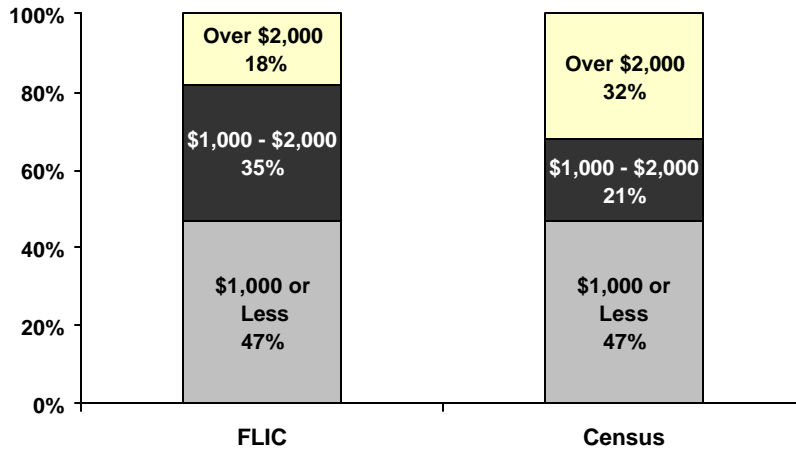 100%
80%
60%
40%
20%
0%
Over $2,000
18%
$1,000 - $2,000
35%
$1,000 or
Less
47%
Over $2,000
32%
$1,000 - $2,000
21%
$1,000 or
Less
47%
FLIC
Census